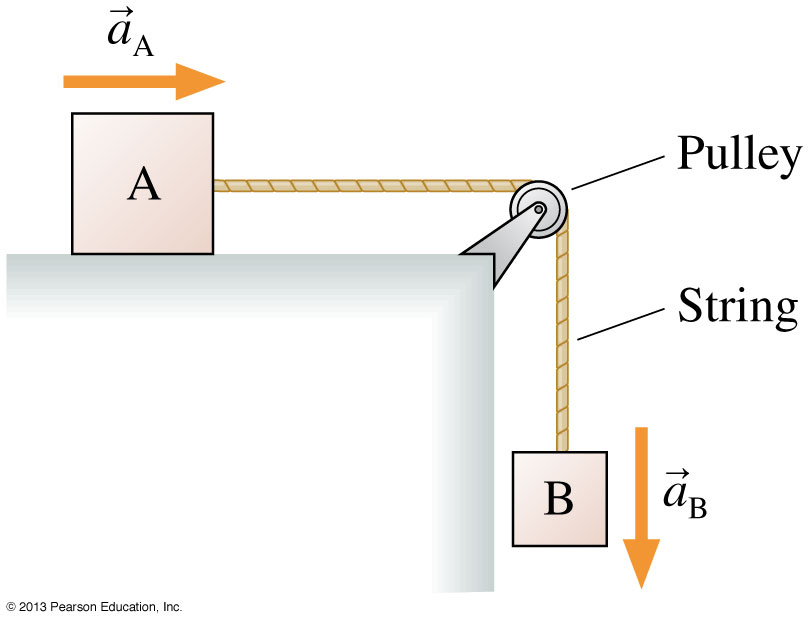 a⃗A
A
Pulley
String
B
a⃗B
© 2013 Pearson Education, Inc.